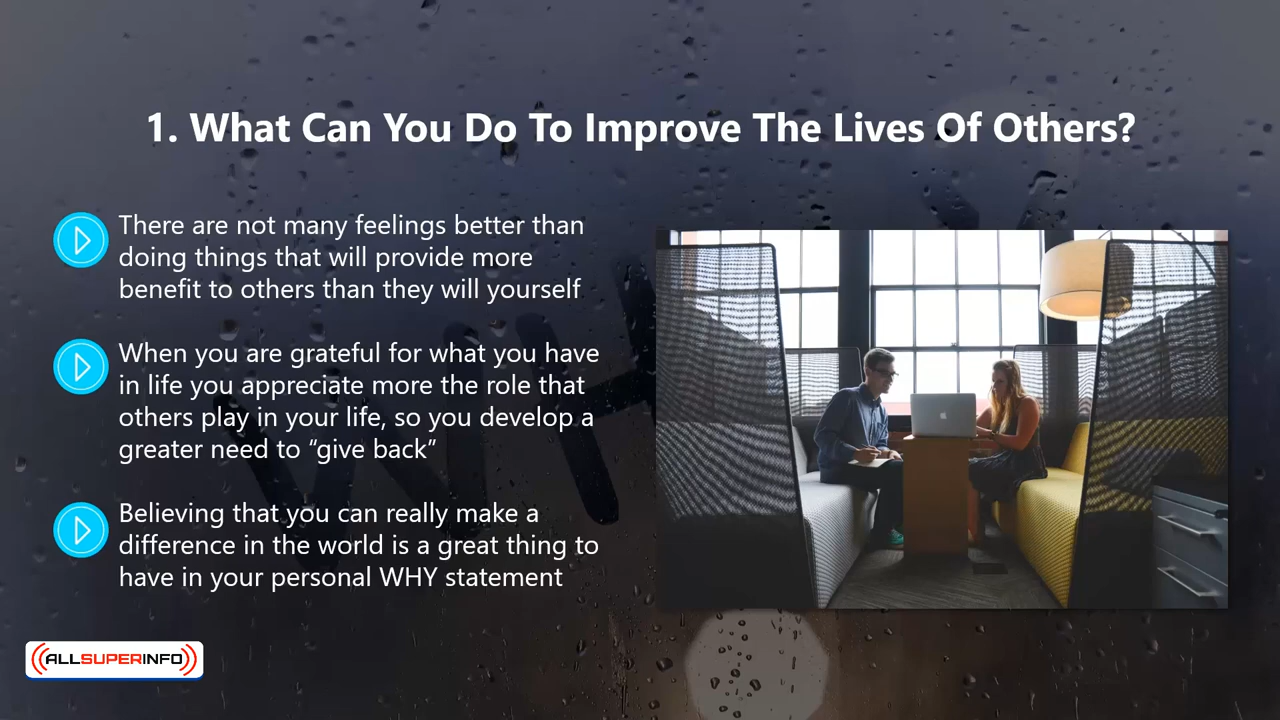 1. What Can You Do To Improve The Lives Of Others?
There are not many feelings better than
doing things that will provide more
benefit to others than they will yourself
When you are grateful for what you have
in life you appreciate more the role that
others play in your life, so you develop a
greater need to “give back”
Believing that you can really make a
difference in the world is a great thing to
have in your personal WHY statement
ALLSUPERINFO